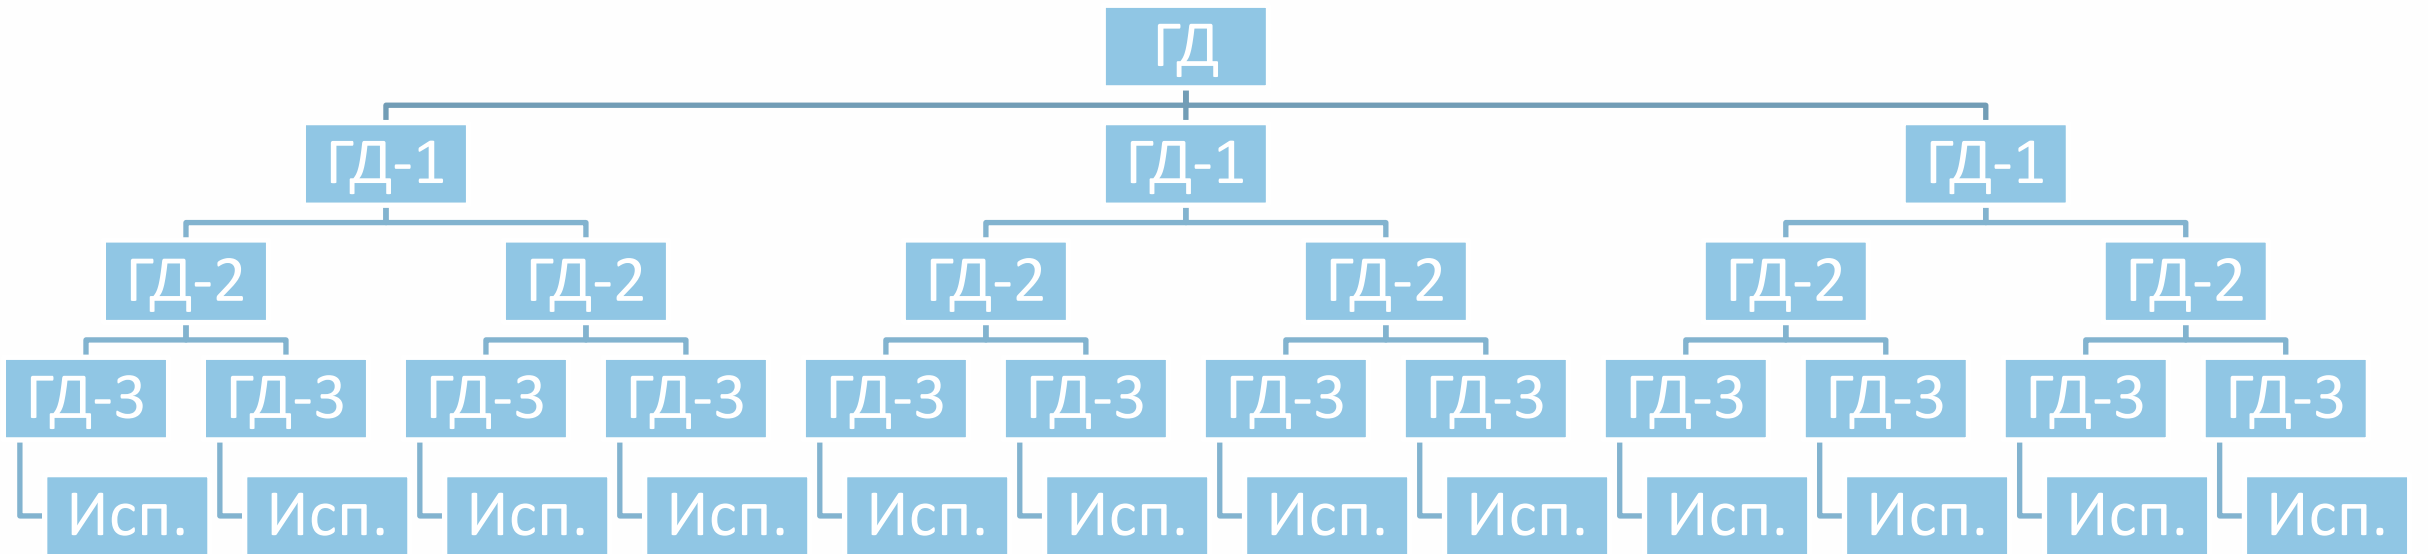 ГД
ГД-1 ГД-1 ГД-1
ГД-2 ГД-2 ГД-2 ГД-2 ГД-2 ГД-2
ГД-3 ГД-3 ГД-3 ГД-3 ГД-3 ГД-3 ГД-3 ГД-3 ГД-3 ГД-3 ГД-3 ГД-3
Исп. Исп. Исп. Исп. Исп. Исп. Исп. Исп. Исп. Исп. Исп. Исп.